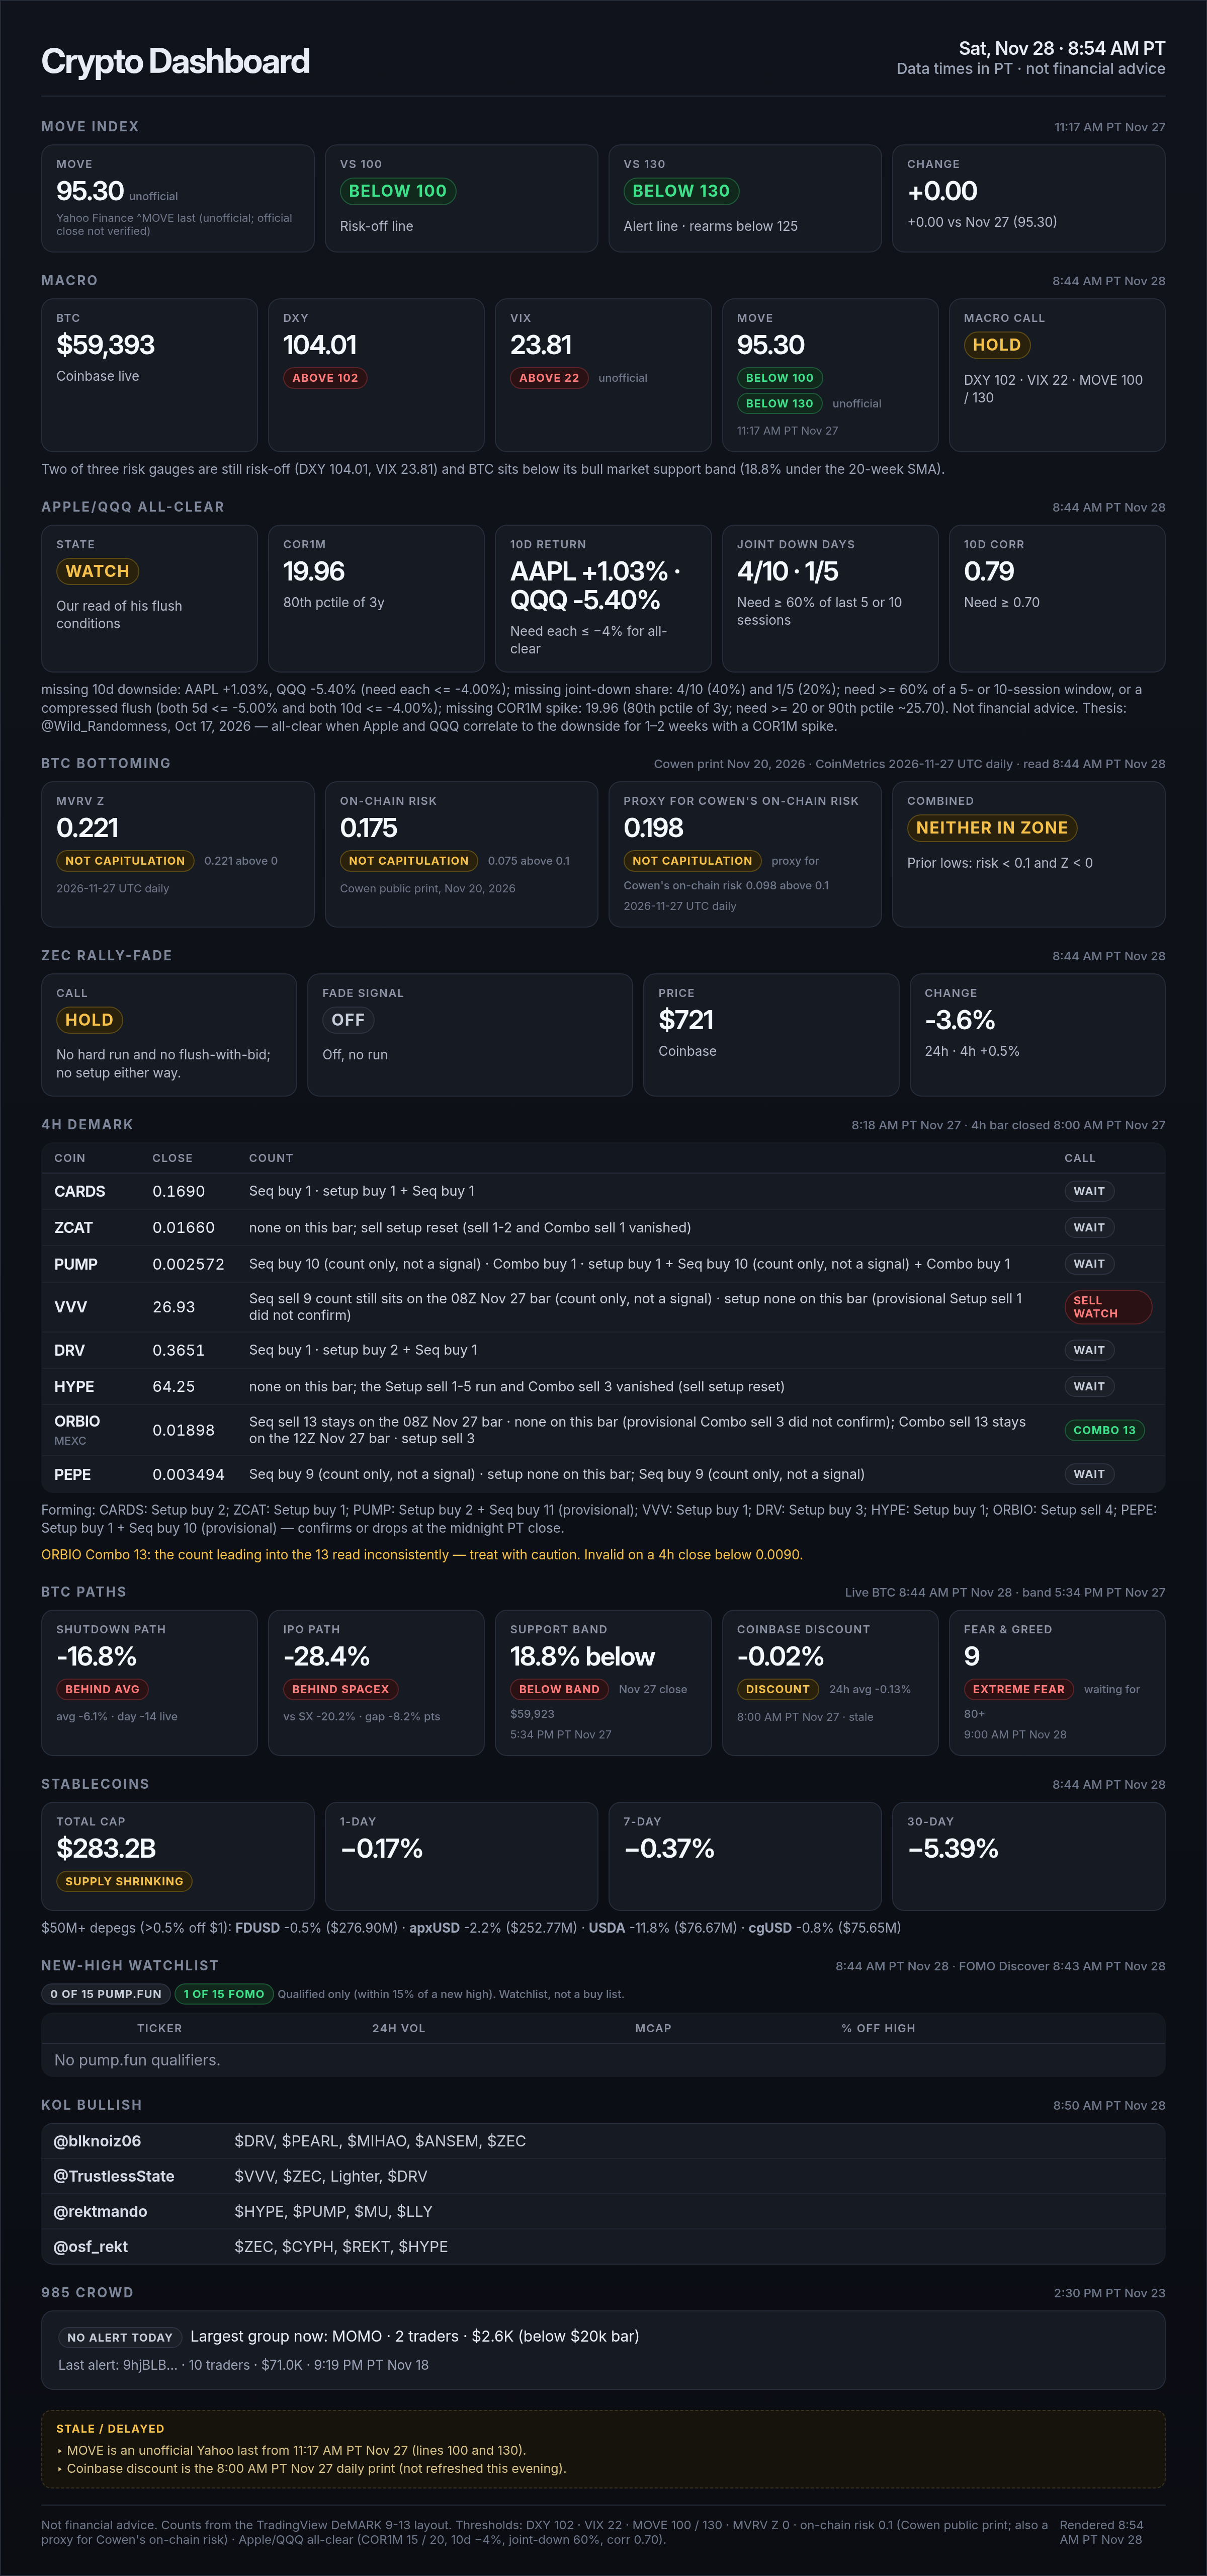 Crypto Dashboard
Sat, Nov 28 · 8:54 AM PT
Data times in PT · not financial advice
MOVE INDEX
11:17 AM PT Nov 27
MOVE
95.30 unofficial
Yahoo Finance ^MOVE last (unofficial; official
close not verified)
VS 100
BELOW 100
Risk-off line
VS 130
BELOW 130
Alert line · rearms below 125
CHANGE
+0.00
+0.00 vs Nov 27 (95.30)
MACRO
8:44 AM PT Nov 28
BTC
$59,393
Coinbase live
DXY
104.01
ABOVE 102
VIX
23.81
ABOVE 22 unofficial
MOVE
95.30
BELOW 100
BELOW 130 unofficial
11:17 AM PT Nov 27
MACRO CALL
HOLD
DXY 102 · VIX 22 · MOVE 100
/ 130
Two of three risk gauges are still risk-off (DXY 104.01, VIX 23.81) and BTC sits below its bull market support band (18.8% under the 20-week SMA).
APPLE/QQQ ALL-CLEAR
8:44 AM PT Nov 28
STATE
WATCH
Our read of his flush
conditions
COR1M
19.96
80th pctile of 3y
10D RETURN
AAPL +1.03% ·
QQQ -5.40%
Need each ≤ −4% for all-
clear
JOINT DOWN DAYS
4/10 · 1/5
Need ≥ 60% of last 5 or 10
sessions
10D CORR
0.79
Need ≥ 0.70
missing 10d downside: AAPL +1.03%, QQQ -5.40% (need each <= -4.00%); missing joint-down share: 4/10 (40%) and 1/5 (20%); need >= 60% of a 5- or 10-session window, or a
compressed flush (both 5d <= -5.00% and both 10d <= -4.00%); missing COR1M spike: 19.96 (80th pctile of 3y; need >= 20 or 90th pctile ~25.70). Not financial advice. Thesis:
@Wild_Randomness, Oct 17, 2026 — all-clear when Apple and QQQ correlate to the downside for 1–2 weeks with a COR1M spike.
BTC BOTTOMING
Cowen print Nov 20, 2026 · CoinMetrics 2026-11-27 UTC daily · read 8:44 AM PT Nov 28
MVRV Z
0.221
NOT CAPITULATION 0.221 above 0
2026-11-27 UTC daily
ON-CHAIN RISK
0.175
NOT CAPITULATION 0.075 above 0.1
Cowen public print, Nov 20, 2026
PROXY FOR COWEN'S ON-CHAIN RISK
0.198
NOT CAPITULATION proxy for
Cowen's on-chain risk 0.098 above 0.1
2026-11-27 UTC daily
COMBINED
NEITHER IN ZONE
Prior lows: risk < 0.1 and Z < 0
ZEC RALLY-FADE
8:44 AM PT Nov 28
CALL
HOLD
No hard run and no flush-with-bid;
no setup either way.
FADE SIGNAL
OFF
Off, no run
PRICE
$721
Coinbase
CHANGE
-3.6%
24h · 4h +0.5%
4H DEMARK
8:18 AM PT Nov 27 · 4h bar closed 8:00 AM PT Nov 27
COIN CLOSE COUNT CALL
CARDS 0.1690 Seq buy 1 · setup buy 1 + Seq buy 1 WAIT
ZCAT 0.01660 none on this bar; sell setup reset (sell 1-2 and Combo sell 1 vanished) WAIT
PUMP 0.002572 Seq buy 10 (count only, not a signal) · Combo buy 1 · setup buy 1 + Seq buy 10 (count only, not a signal) + Combo buy 1 WAIT
VVV 26.93 Seq sell 9 count still sits on the 08Z Nov 27 bar (count only, not a signal) · setup none on this bar (provisional Setup sell 1
did not confirm)
SELL
WATCH
DRV 0.3651 Seq buy 1 · setup buy 2 + Seq buy 1 WAIT
HYPE 64.25 none on this bar; the Setup sell 1-5 run and Combo sell 3 vanished (sell setup reset) WAIT
ORBIO
MEXC
0.01898 Seq sell 13 stays on the 08Z Nov 27 bar · none on this bar (provisional Combo sell 3 did not confirm); Combo sell 13 stays
on the 12Z Nov 27 bar · setup sell 3
COMBO 13
PEPE 0.003494 Seq buy 9 (count only, not a signal) · setup none on this bar; Seq buy 9 (count only, not a signal) WAIT
Forming: CARDS: Setup buy 2; ZCAT: Setup buy 1; PUMP: Setup buy 2 + Seq buy 11 (provisional); VVV: Setup buy 1; DRV: Setup buy 3; HYPE: Setup buy 1; ORBIO: Setup sell 4; PEPE:
Setup buy 1 + Seq buy 10 (provisional) — confirms or drops at the midnight PT close.
ORBIO Combo 13: the count leading into the 13 read inconsistently — treat with caution. Invalid on a 4h close below 0.0090.
BTC PATHS
Live BTC 8:44 AM PT Nov 28 · band 5:34 PM PT Nov 27
SHUTDOWN PATH
-16.8%
BEHIND AVG
avg -6.1% · day -14 live
IPO PATH
-28.4%
BEHIND SPACEX
vs SX -20.2% · gap -8.2% pts
SUPPORT BAND
18.8% below
BELOW BAND Nov 27 close
$59,923
5:34 PM PT Nov 27
COINBASE DISCOUNT
-0.02%
DISCOUNT 24h avg -0.13%
8:00 AM PT Nov 27 · stale
FEAR & GREED
9
EXTREME FEAR waiting for
80+
9:00 AM PT Nov 28
STABLECOINS
8:44 AM PT Nov 28
TOTAL CAP
$283.2B
SUPPLY SHRINKING
1-DAY
−0.17%
7-DAY
−0.37%
30-DAY
−5.39%
$50M+ depegs (>0.5% off $1): FDUSD -0.5% ($276.90M) · apxUSD -2.2% ($252.77M) · USDA -11.8% ($76.67M) · cgUSD -0.8% ($75.65M)
NEW-HIGH WATCHLIST
8:44 AM PT Nov 28 · FOMO Discover 8:43 AM PT Nov 28
0 OF 15 PUMP.FUN 1 OF 15 FOMO Qualified only (within 15% of a new high). Watchlist, not a buy list.
TICKER 24H VOL MCAP % OFF HIGH
No pump.fun qualifiers.
KOL BULLISH
8:50 AM PT Nov 28
@blknoiz06 $DRV, $PEARL, $MIHAO, $ANSEM, $ZEC
@TrustlessState $VVV, $ZEC, Lighter, $DRV
@rektmando $HYPE, $PUMP, $MU, $LLY
@osf_rekt $ZEC, $CYPH, $REKT, $HYPE
985 CROWD
2:30 PM PT Nov 23
NO ALERT TODAY Largest group now: MOMO · 2 traders · $2.6K (below $20k bar)
Last alert: 9hjBLB... · 10 traders · $71.0K · 9:19 PM PT Nov 18
STALE / DELAYED
‣ MOVE is an unofficial Yahoo last from 11:17 AM PT Nov 27 (lines 100 and 130).
‣ Coinbase discount is the 8:00 AM PT Nov 27 daily print (not refreshed this evening).
Not financial advice. Counts from the TradingView DeMARK 9-13 layout. Thresholds: DXY 102 · VIX 22 · MOVE 100 / 130 · MVRV Z 0 · on-chain risk 0.1 (Cowen public print; also a
proxy for Cowen's on-chain risk) · Apple/QQQ all-clear (COR1M 15 / 20, 10d −4%, joint-down 60%, corr 0.70).
Rendered 8:54
AM PT Nov 28